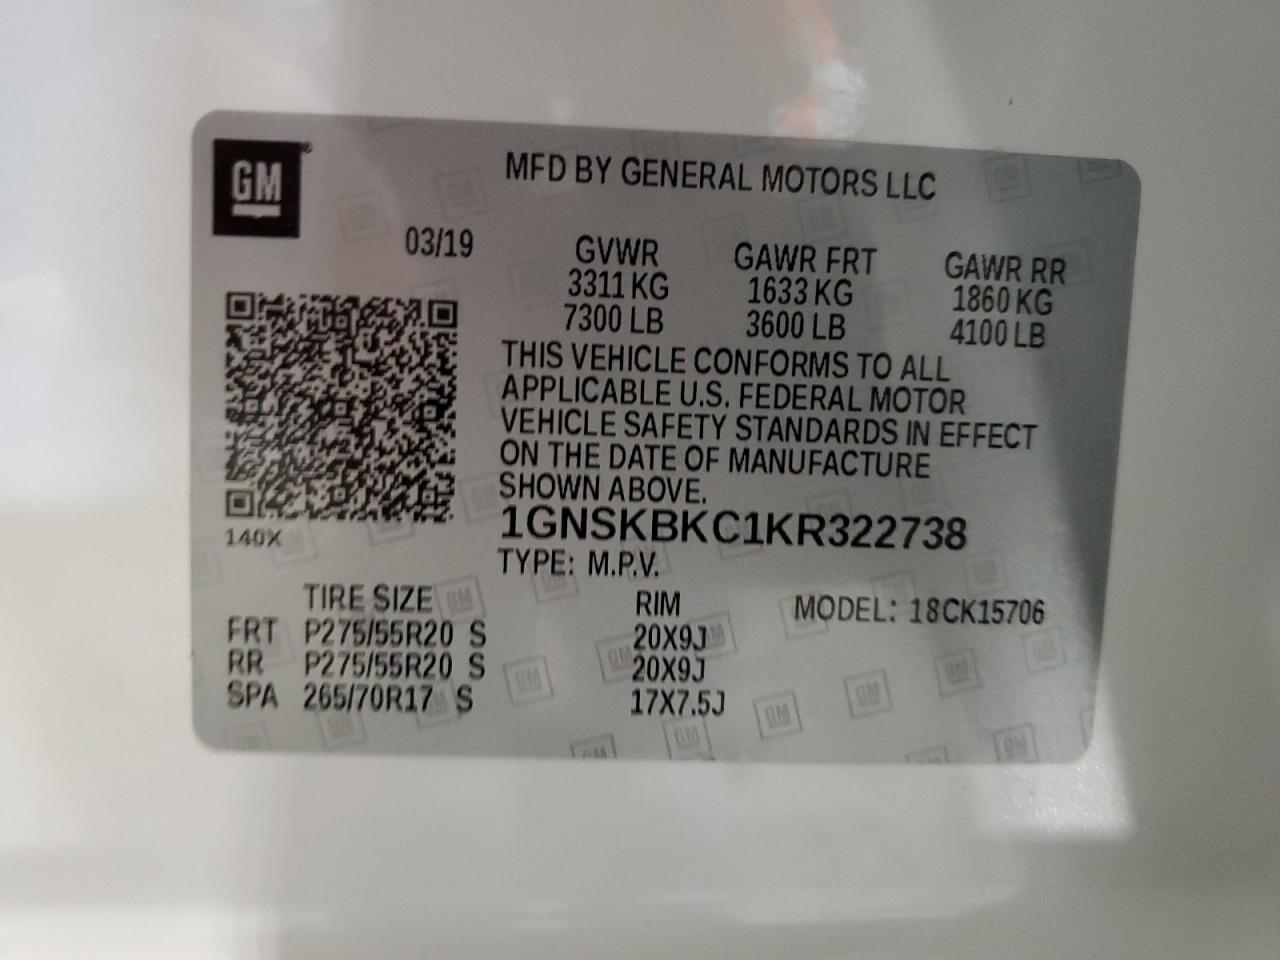 GM
MFD BY GENERAL MOTORS LLC
03/19
GVWR GAWR FRT GAWR RR
3311 KG 1633 KG 1860 KG
7300 LB 3600 LB 4100 LB
THIS VEHICLE CONFORMS TO ALL
APPLICABLE U.S. FEDERAL MOTOR
VEHICLE SAFETY STANDARDS IN EFFECT
ON THE DATE OF MANUFACTURE
SHOWN ABOVE.
1GNSKBKC1KR322738
140X
TYPE: M.P.V.
TIRE SIZE RIM MODEL: 18CK15706
FRT P275/55R20 S 20X9J
RR P275/55R20 S 20X9J
SPA 265/70R17 S 17X7.5J